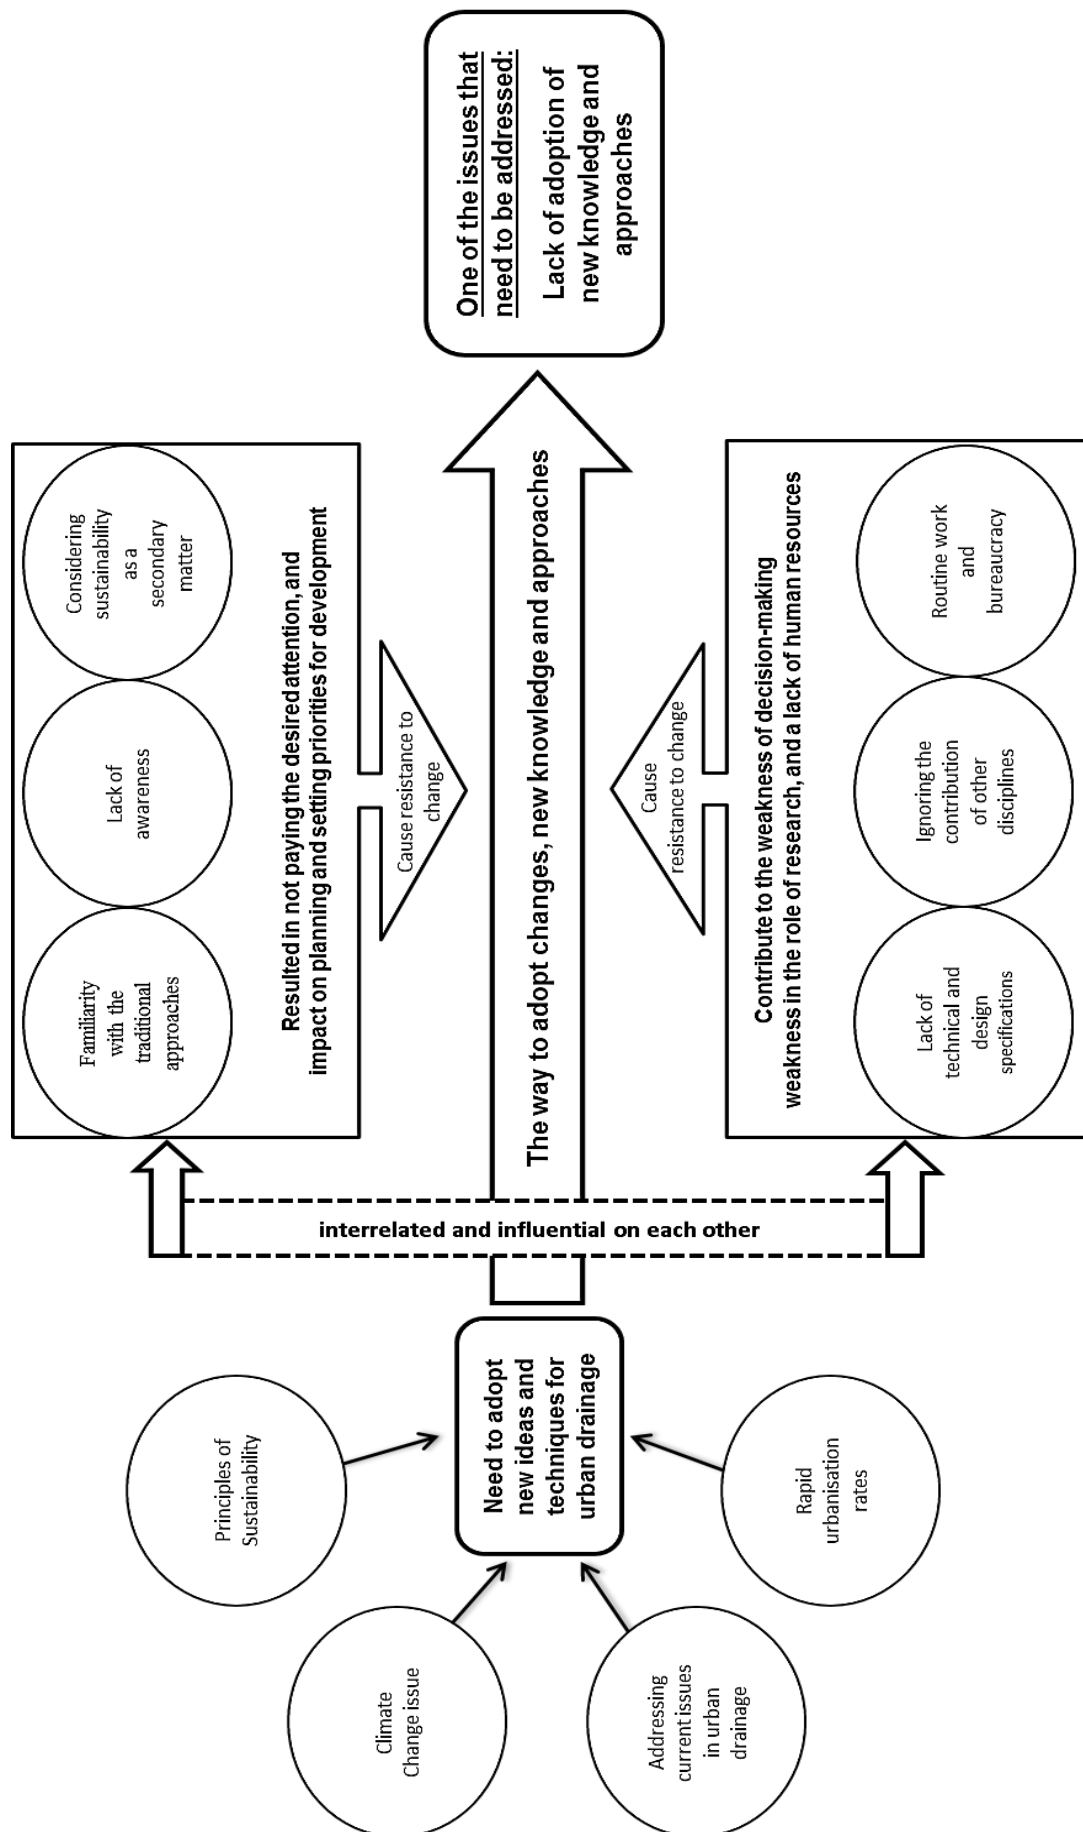 Principles of
Sustainability
Climate
Change issue
Addressing
current issues
in urban
drainage
Rapid
urbanisation
rates
Need to adopt
new ideas and
techniques for
urban drainage
interrelated and influential on each other
Familiarity
with the
traditional
approaches
Lack of
awareness
Considering
sustainability
as a
secondary
matter
Resulted in not paying the desired attention, and
impact on planning and setting priorities for development
Cause resistance to
change
The way to adopt changes, new knowledge and approaches
Cause
resistance to change
Contribute to the weakness of decision-making
weakness in the role of research, and a lack of human resources
Lack of
technical and
design
specifications
Ignoring the
contribution
of other
disciplines
Routine work
and
bureaucracy
One of the issues that
need to be addressed:
Lack of adoption of
new knowledge and
approaches